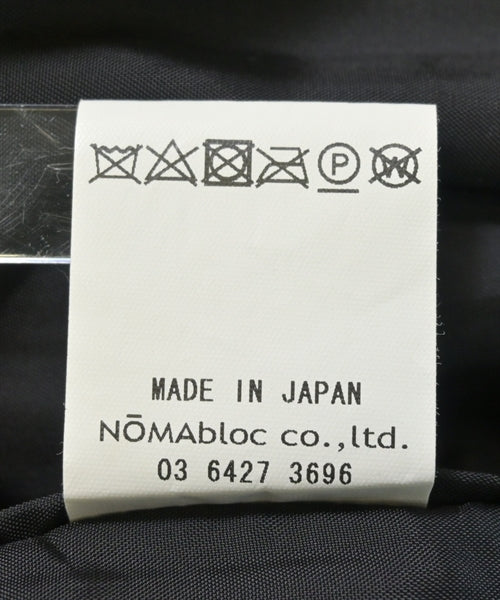 P W
MADE IN JAPAN
NŌMAbloc co.,ltd.
03 6427 3696